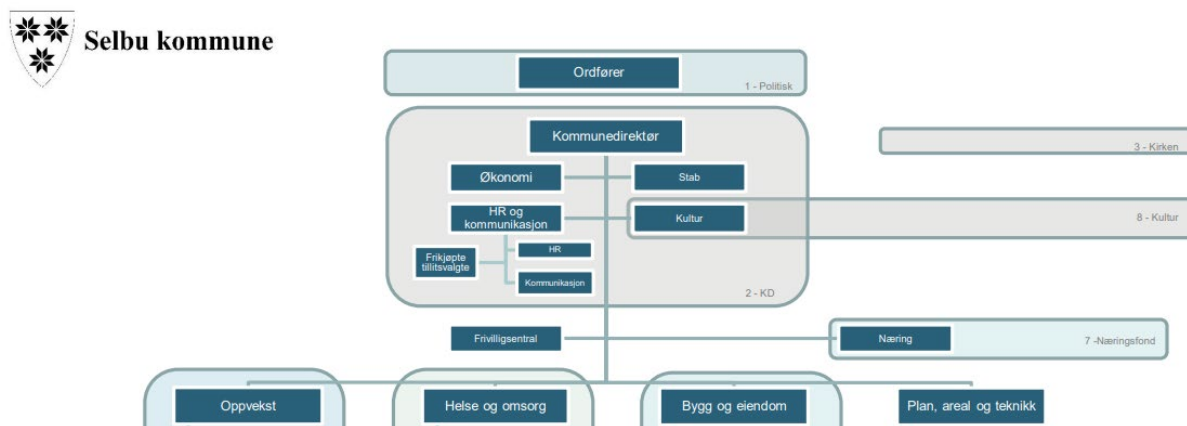 Selbu kommune
Ordfører
1 - Politisk
Kommunedirektør
3 - Kirken
Økonomi
Stab
HR og
kommunikasjon
Kultur
8 - Kultur
Frikjøpte
tillitsvalgte
HR
Kommunikasjon
2 - KD
Frivilligsentral
Næring
7 -Næringsfond
Oppvekst
Helse og omsorg
Bygg og eiendom
Plan, areal og teknikk